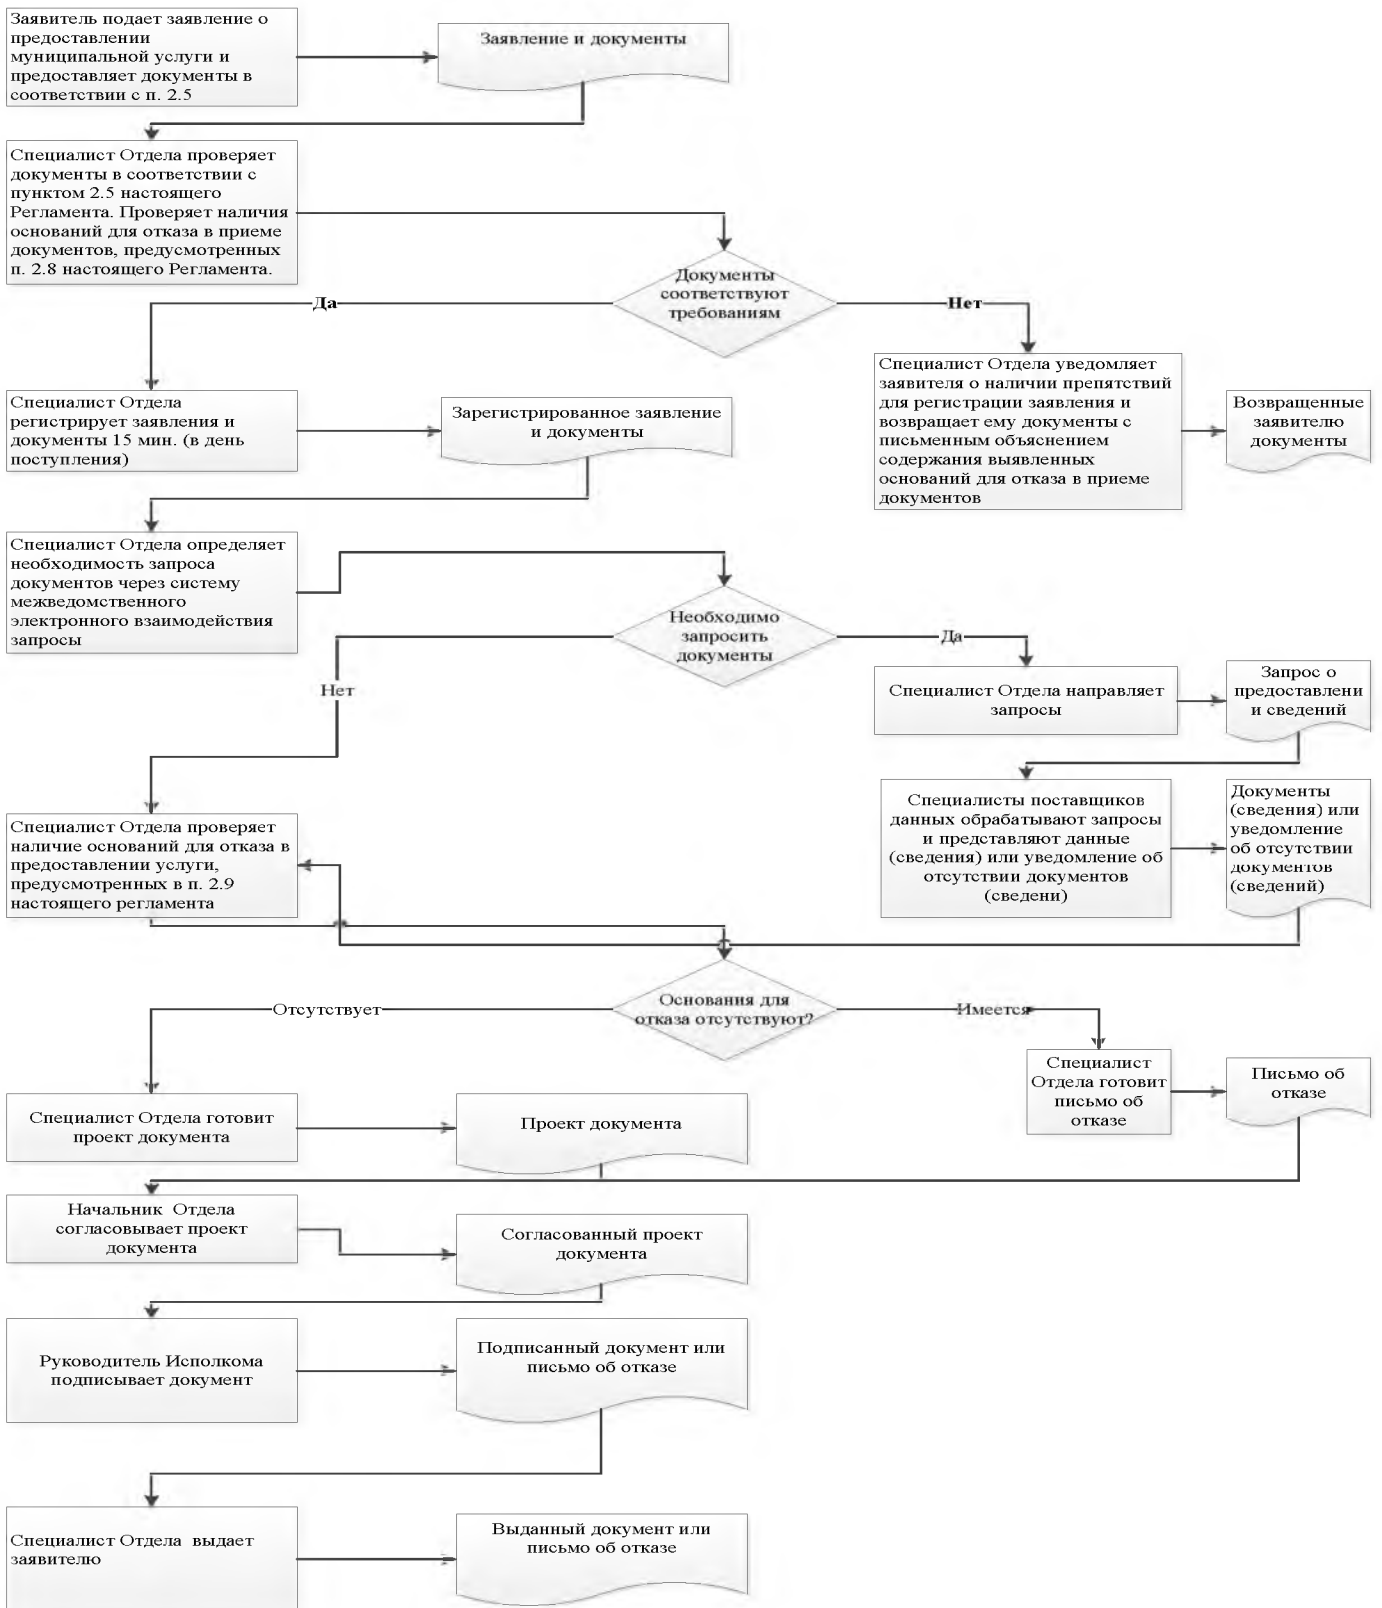 Заявитель подает заявление о
предоставлении
муниципальной услуги и
предоставляет документы в
соответствии с п. 2.5
Заявление и документы
Специалист Отдела проверяет
документы в соответствии с
пунктом 2.5 настоящего
Регламента. Проверяет наличия
оснований для отказа в приеме
документов, предусмотренных
п. 2.8 настоящего Регламента.
Документы
соответствуют
требованиям
Да
Нет
Специалист Отдела
регистрирует заявления и
документы 15 мин. (в день
поступления)
Зарегистрированное заявление
и документы
Специалист Отдела уведомляет
заявителя о наличии препятствий
для регистрации заявления и
возвращает ему документы с
письменным объяснением
содержания выявленных
оснований для отказа в приеме
документов
Возвращенные
заявителю
документы
Специалист Отдела определяет
необходимость запроса
документов через систему
межведомственного
электронного взаимодействия
запросы
Необходимо
запросить
документы
Да
Нет
Специалист Отдела направляет
запросы
Запрос о
предоставлени
и сведений
Специалисты поставщиков
данных обрабатывают запросы
и представляют данные
(сведения) или уведомление об
отсутствии документов
(сведени)
Документы
(сведения) или
уведомление
об отсутствии
документов
(сведений)
Специалист Отдела проверяет
наличие оснований для отказа в
предоставлении услуги,
предусмотренных в п. 2.9
настоящего регламента
Основания для
отказа отсутствуют?
Отсутствует
Имеется
Специалист
Отдела готовит
письмо об
отказе
Письмо об
отказе
Специалист Отдела готовит
проект документа
Проект документа
Начальник Отдела
согласовывает проект
документа
Согласованный проект
документа
Руководитель Исполкома
подписывает документ
Подписанный документ или
письмо об отказе
Специалист Отдела выдает
заявителю
Выданный документ или
письмо об отказе